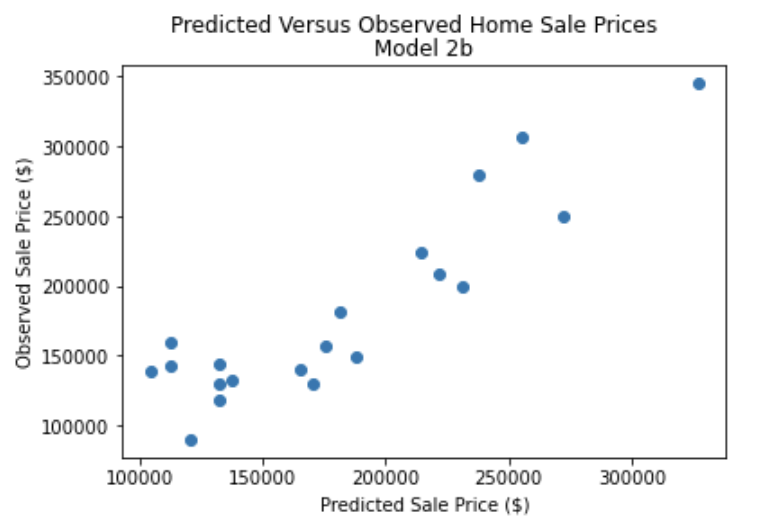 Predicted Versus Observed Home Sale Prices
Model 2b
350000
300000
250000
200000
150000
100000
Observed Sale Price ($)
100000 150000 200000 250000 300000
Predicted Sale Price ($)